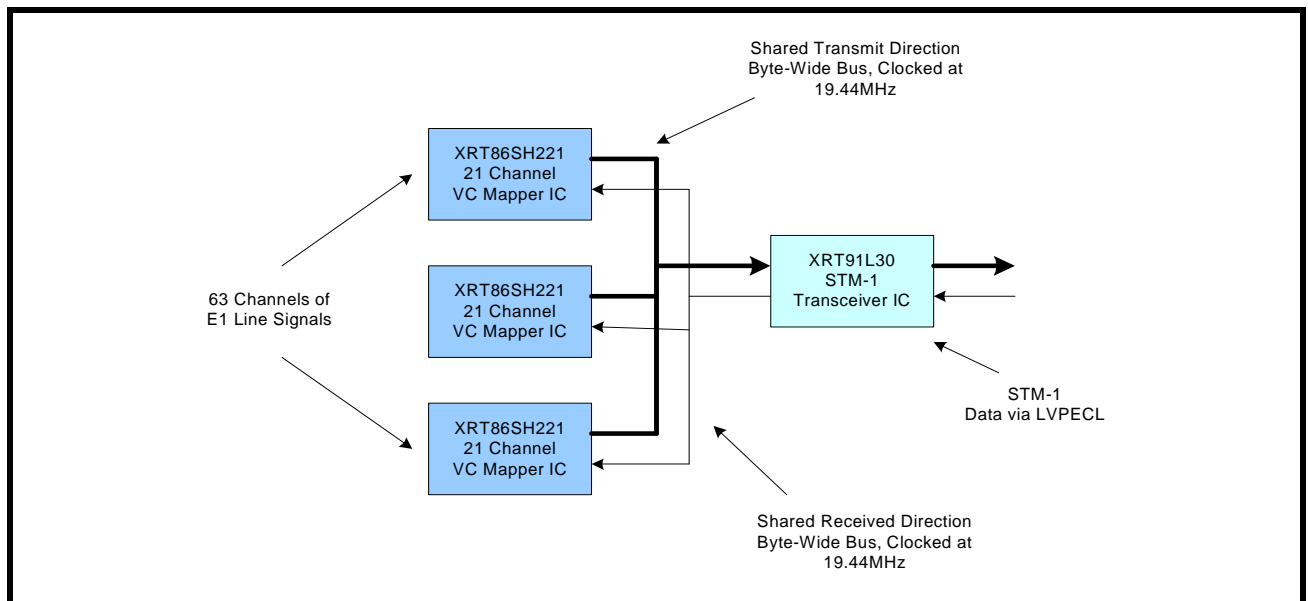 Shared Transmit Direction
Byte-Wide Bus, Clocked at
19.44MHz
XRT86SH221
21 Channel
VC Mapper IC
XRT91L30
STM-1
Transceiver IC
63 Channels of
E1 Line Signals
XRT86SH221
21 Channel
VC Mapper IC
STM-1
Data via LVPECL
XRT86SH221
21 Channel
VC Mapper IC
Shared Received Direction
Byte-Wide Bus, Clocked at
19.44MHz